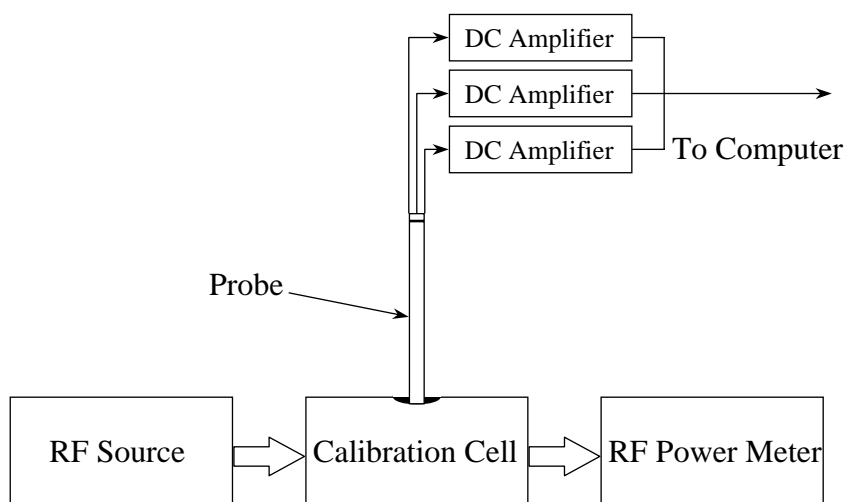 DC Amplifier
DC Amplifier
DC Amplifier
To Computer
Probe
RF Source
Calibration Cell
RF Power Meter